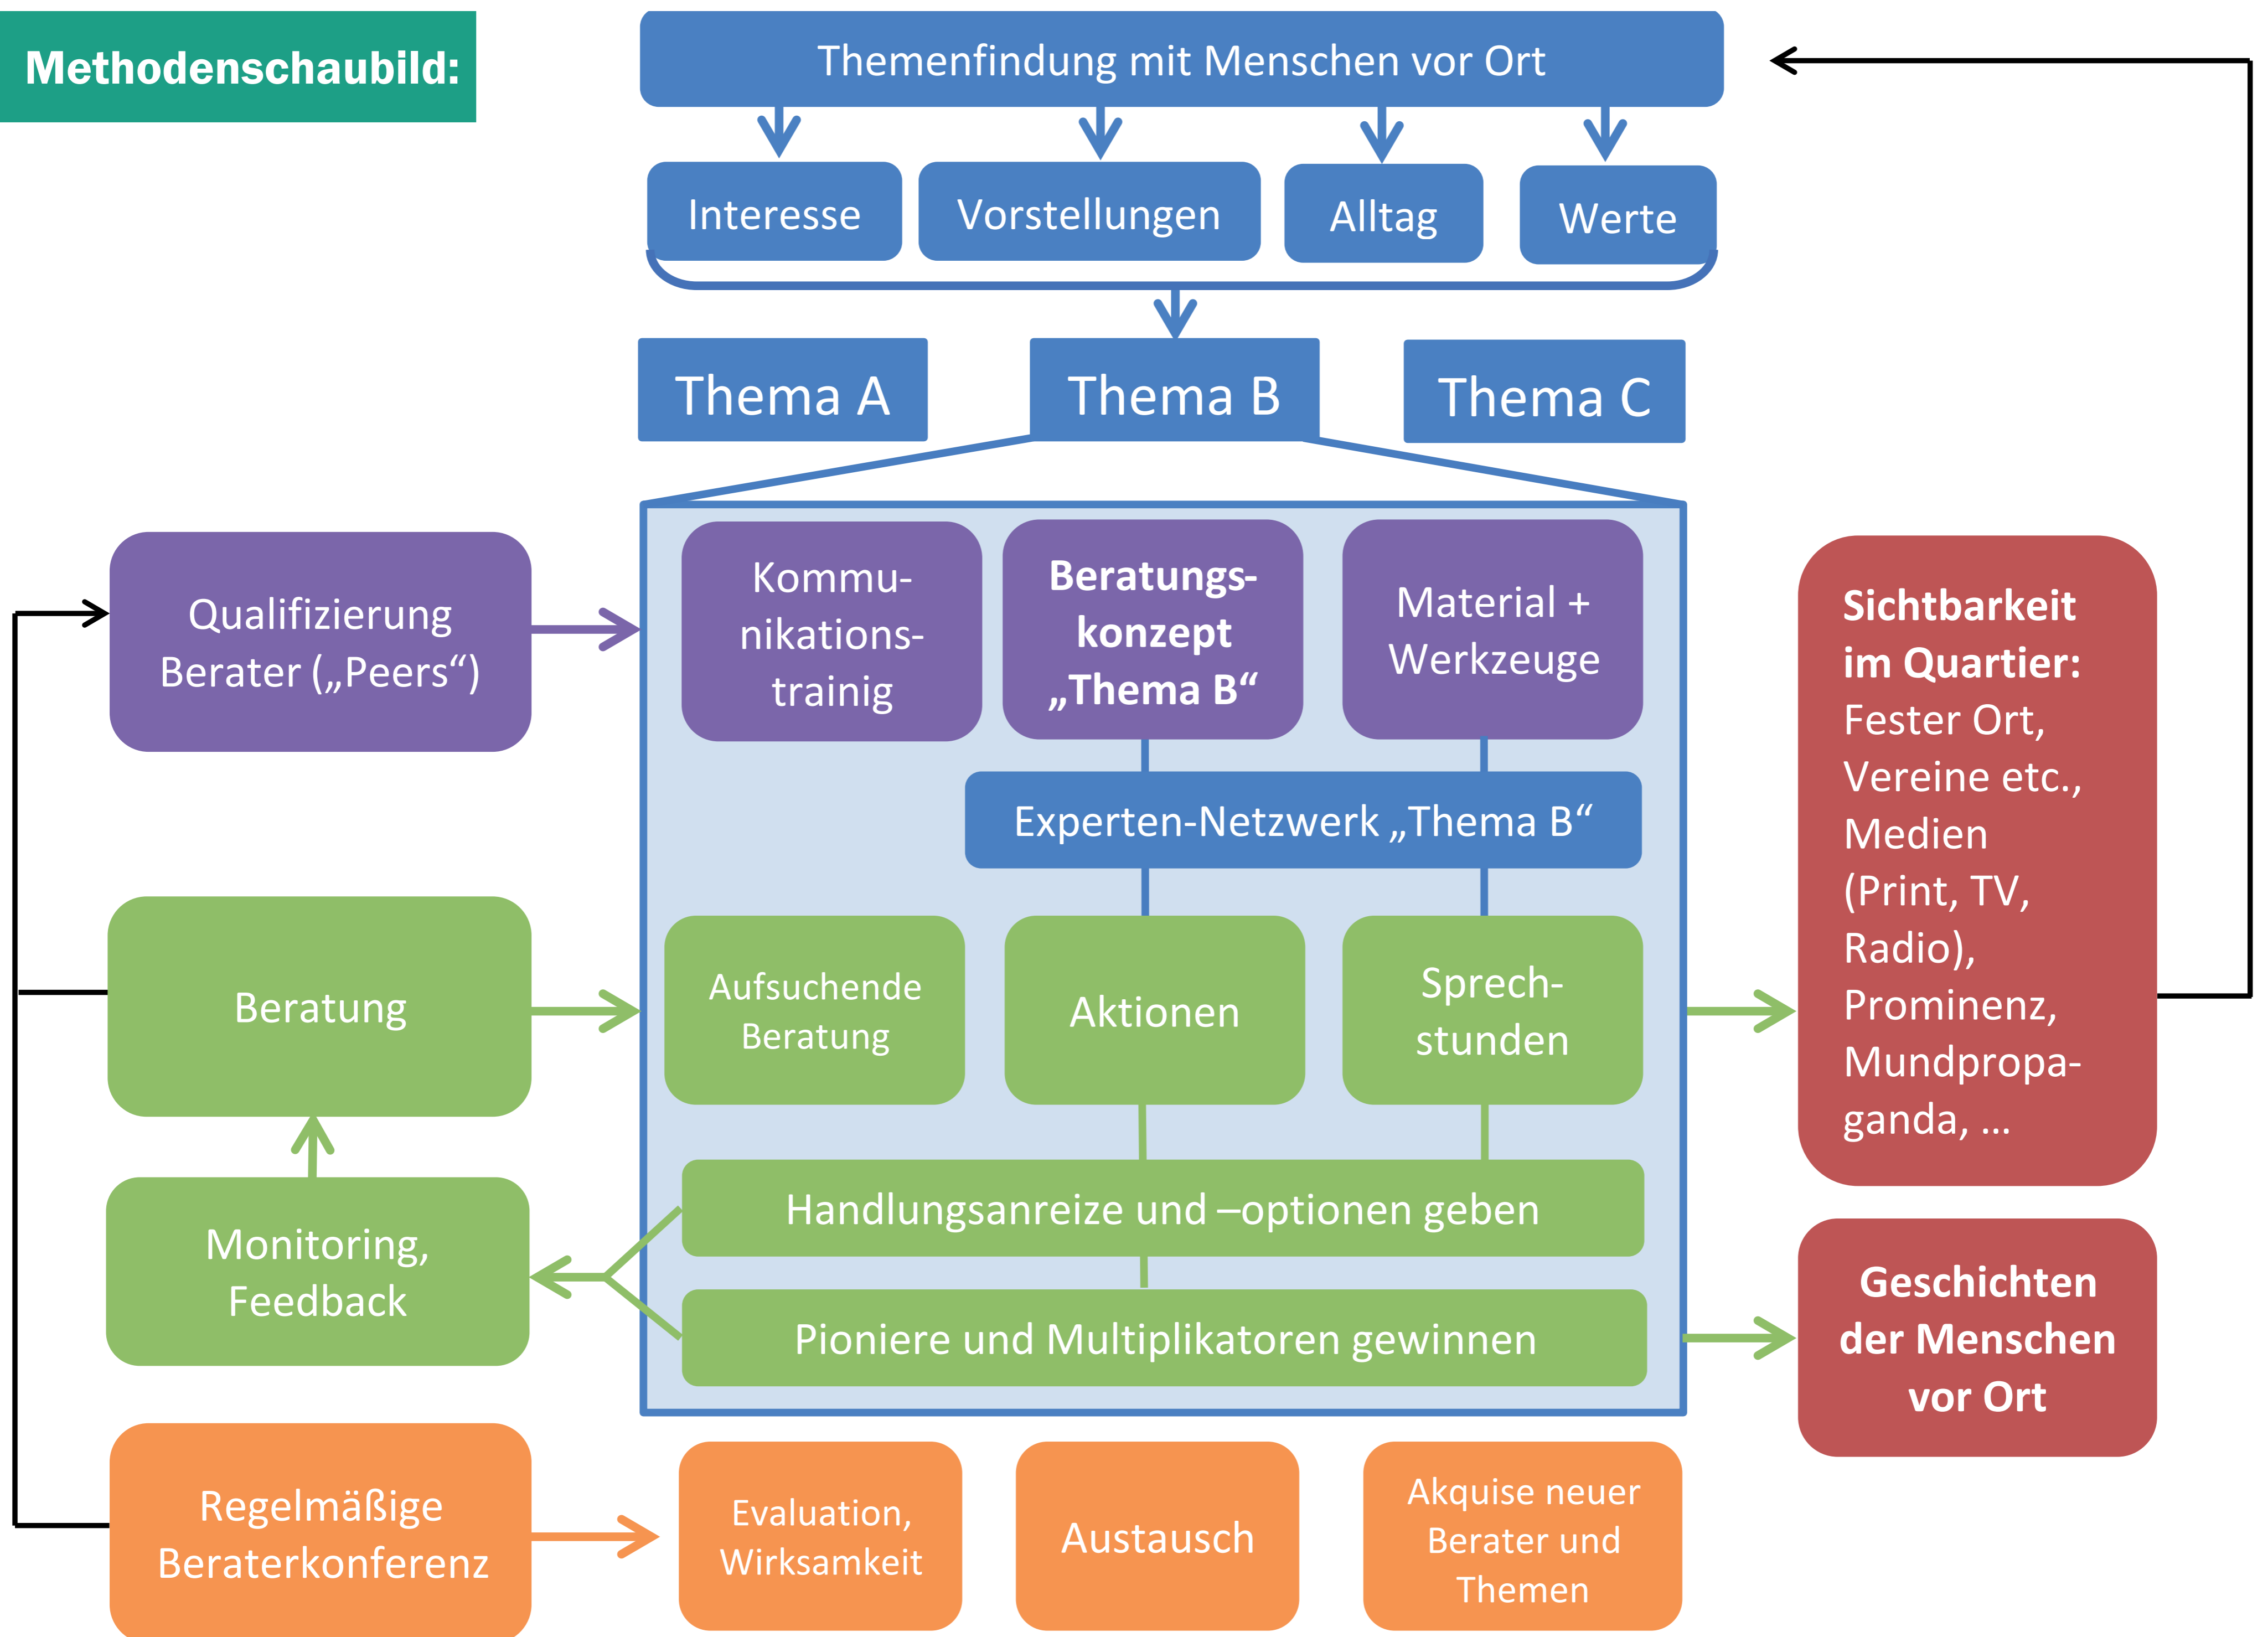 Methodenschaubild:
Themenfindung mit Menschen vor Ort
Interesse
Vorstellungen
Alltag
Werte
Thema A
Thema B
Thema C
Qualifizierung
Berater („Peers“)
Kommu-
nikations-
trainig
Beratungs-
konzept
„Thema B“
Material +
Werkzeuge
Experten-Netzwerk „Thema B“
Beratung
Aufsuchende
Beratung
Aktionen
Sprech-
stunden
Sichtbarkeit
im Quartier:
Fester Ort,
Vereine etc.,
Medien
(Print, TV,
Radio),
Prominenz,
Mundpropa-
ganda, ...
Monitoring,
Feedback
Handlungsanreize und –optionen geben
Pioniere und Multiplikatoren gewinnen
Geschichten
der Menschen
vor Ort
Regelmäßige
Beraterkonferenz
Evaluation,
Wirksamkeit
Austausch
Akquise neuer
Berater und
Themen